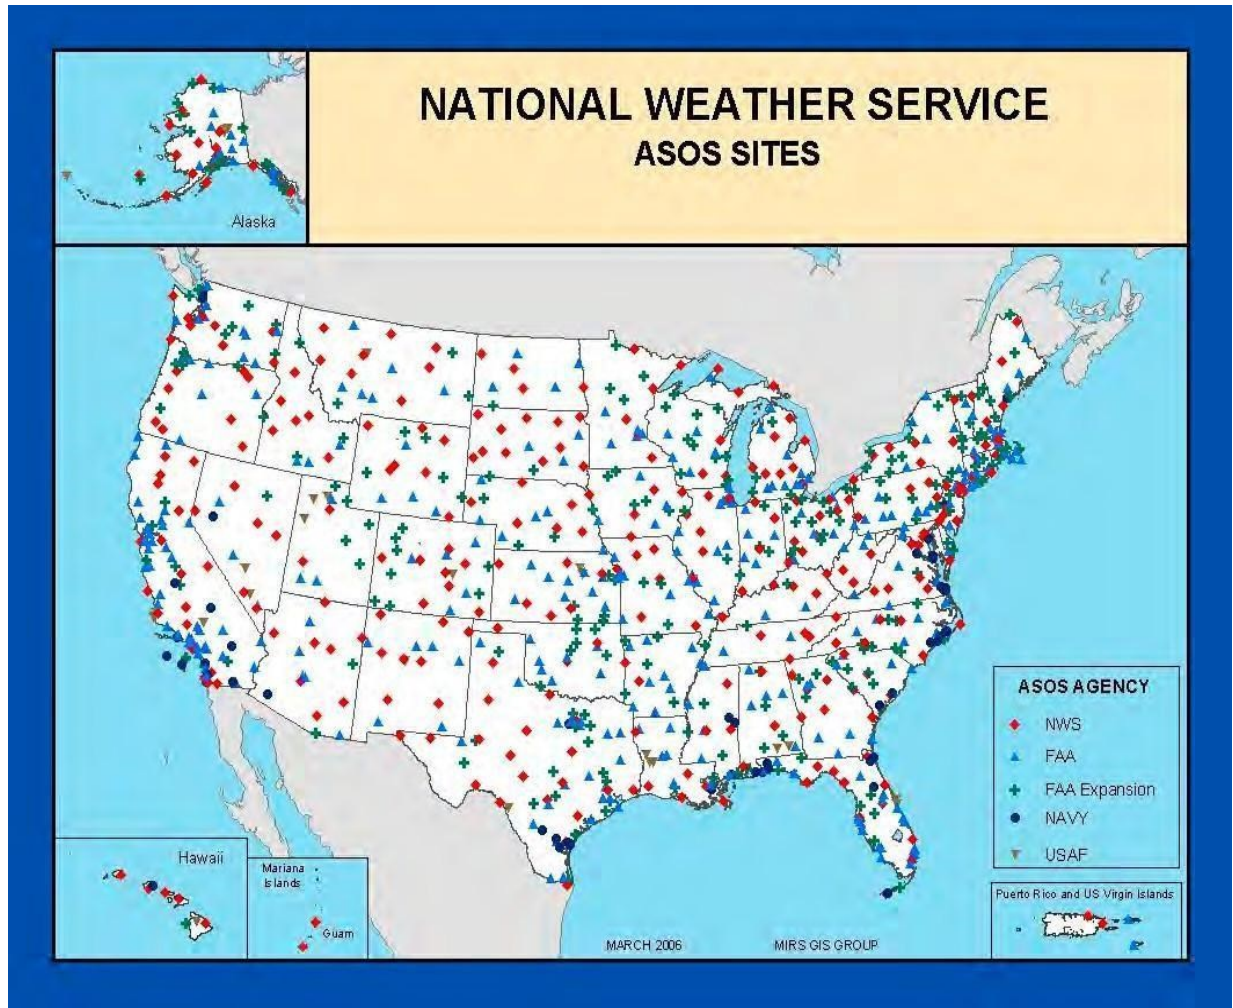 NATIONAL WEATHER SERVICE
ASOS SITES
Alaska
ASOS AGENCY
NWS
FAA
FAA Expansion
NAVY
USAF
Hawaii
Mariana
Islands
Guam
Puerto Rico and US Virgin Islands
MARCH 2006
MIRS GIS GROUP